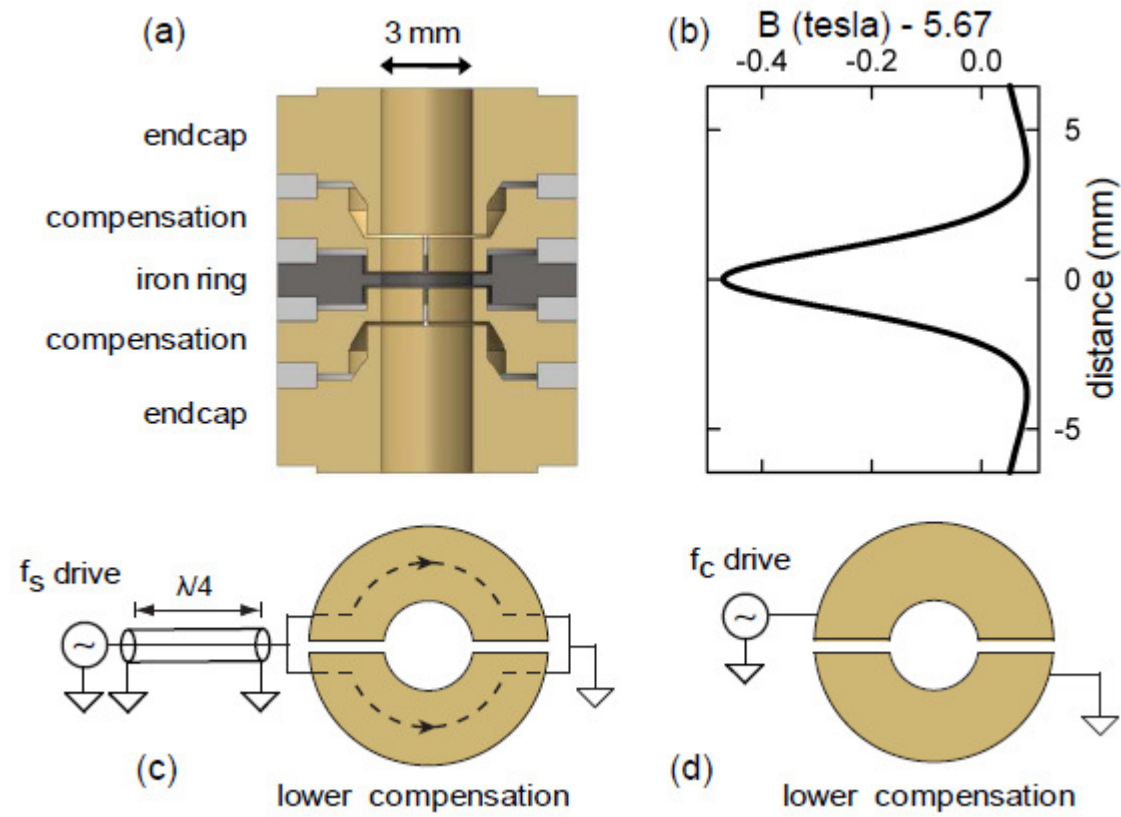 (a)
3 mm
endcap
compensation
iron ring
compensation
endcap
(b)
B (tesla) - 5.67
-0.4 -0.2 0.0
5
0
-5
distance (mm)
fs drive
λ/4
~
(c)
lower compensation
fc drive
~
(d)
lower compensation